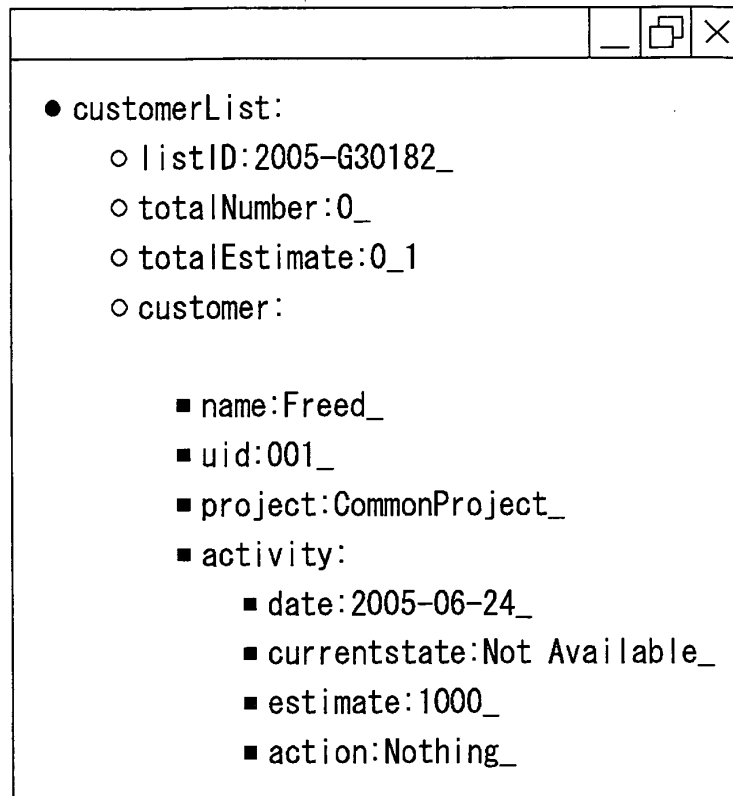 ● customerList:
○ listID:2005-G30182_
○ totalNumber:0_
○ totalEstimate:0_1
○ customer:
■ name:Freed_
■ uid:001_
■ project:CommonProject_
■ activity:
■ date:2005-06-24_
■ currentstate:Not Available_
■ estimate:1000_
■ action:Nothing_